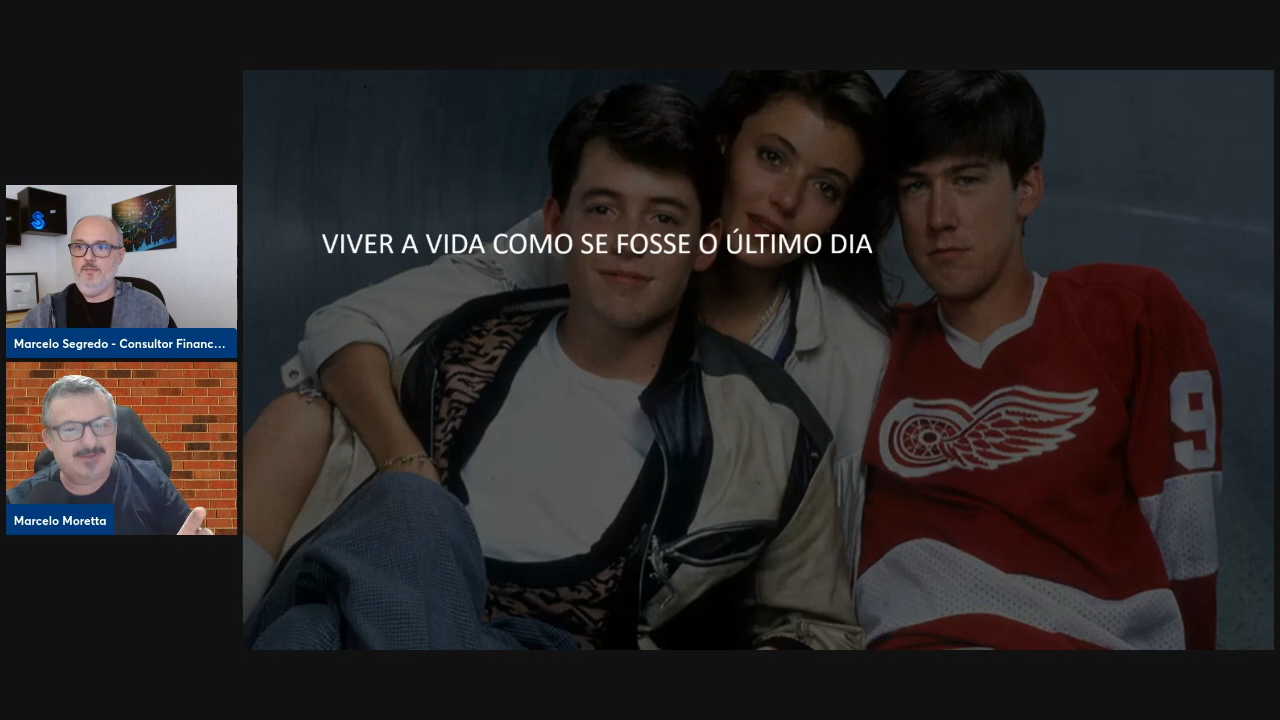 VIVER A VIDA COMO SE FOSSE O ÚLTIMO DIA
Marcelo Segredo - Consultor Financ...
Marcelo Moretta
9